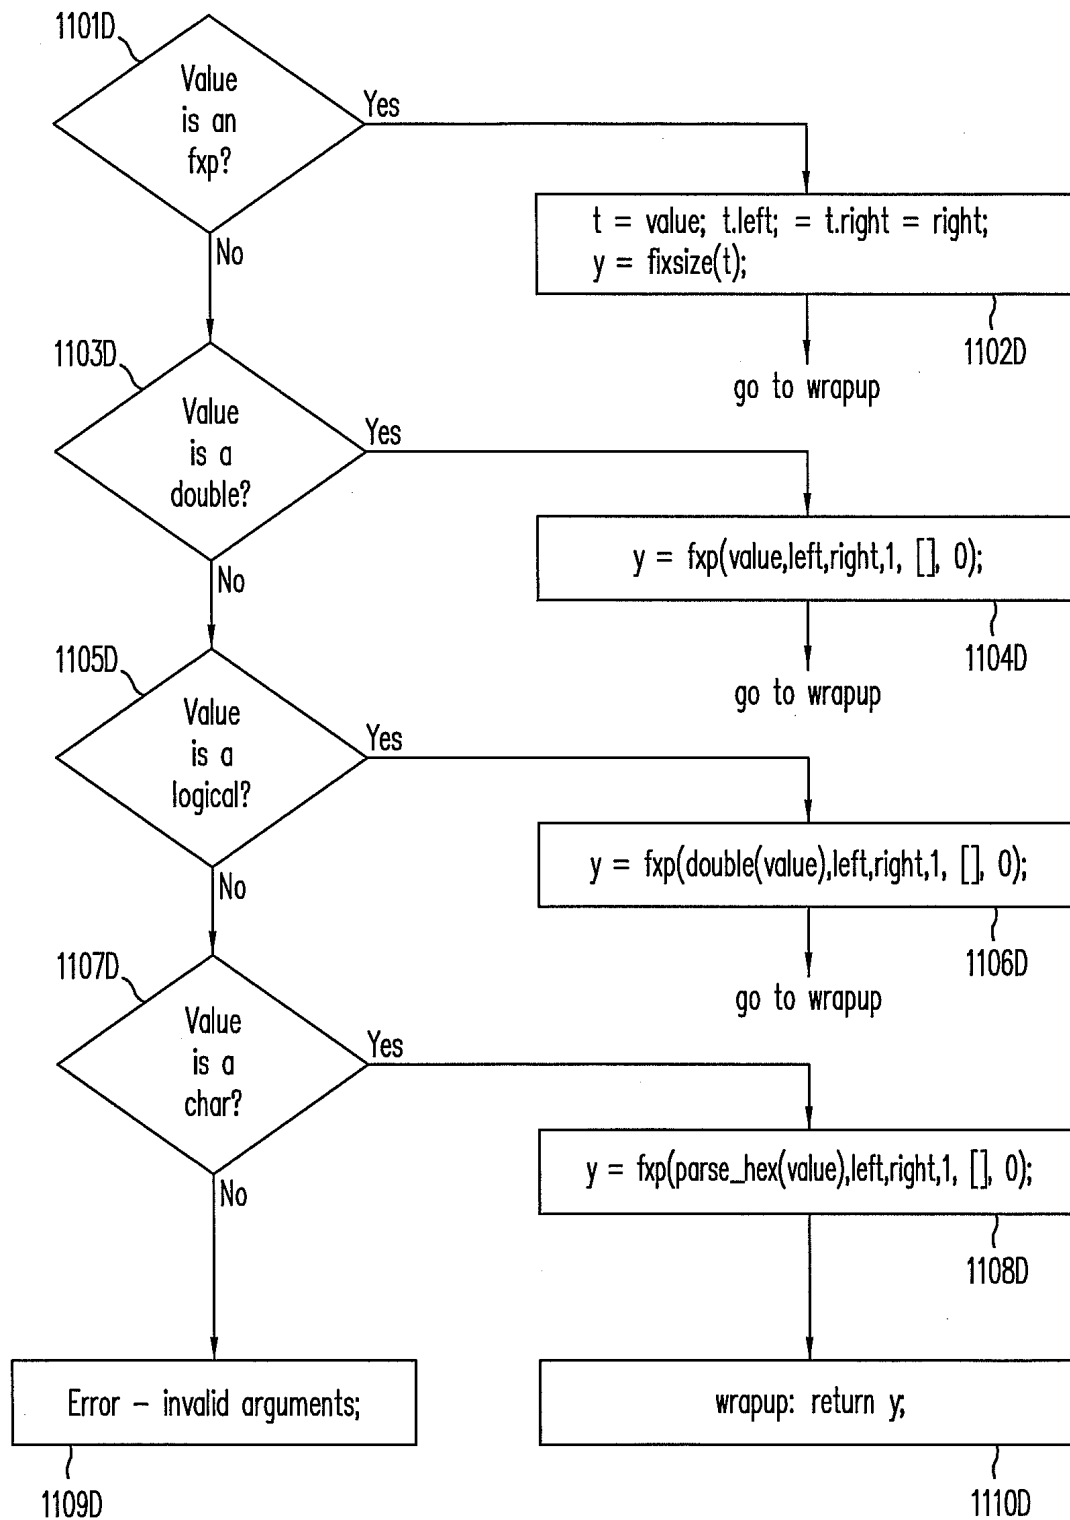 1101D
Value
is an
fxp?
Yes
No
t = value; t.left; = t.right = right;
y = fixsize(t);
1102D
go to wrapup
1103D
Value
is a
double?
Yes
No
y = fxp(value,left,right,1, [], 0);
1104D
go to wrapup
1105D
Value
is a
logical?
Yes
No
y = fxp(double(value),left,right,1, [], 0);
1106D
go to wrapup
1107D
Value
is a
char?
Yes
No
y = fxp(parse_hex(value),left,right,1, [], 0);
1108D
Error – invalid arguments;
1109D
wrapup: return y;
1110D